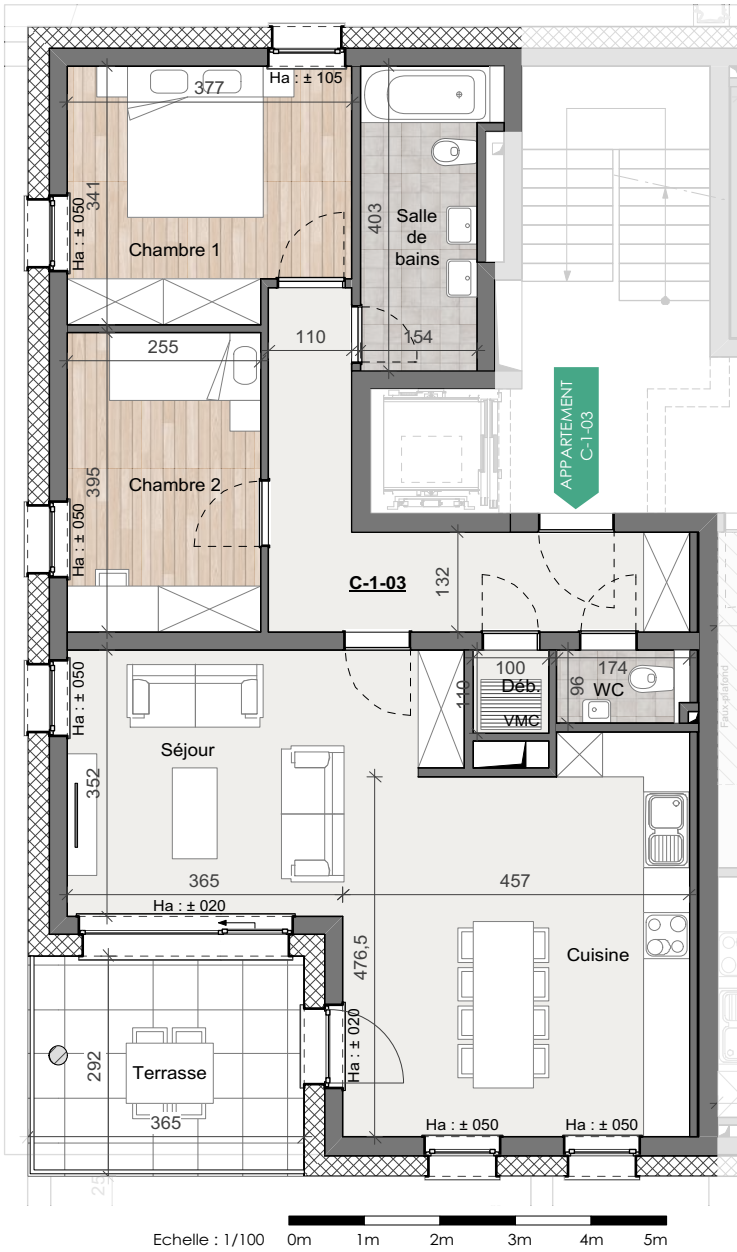 Ha : ± 105
377
341
Ha : ± 050
Chambre 1
403
Salle
de
bains
255
110
154
395
Chambre 2
Ha : ± 050
APPARTEMENT
C-1-03
C-1-03
132
Ha : ± 050
100
110
Déb.
VMC
174
96
WC
Faux-plafond
Séjour
352
365
457
Ha : ± 020
476,5
Cuisine
292
Terrasse
Ha : ± 020
365
Ha : ± 050
Ha : ± 050
Echelle : 1/100
0m
1m
2m
3m
4m
5m